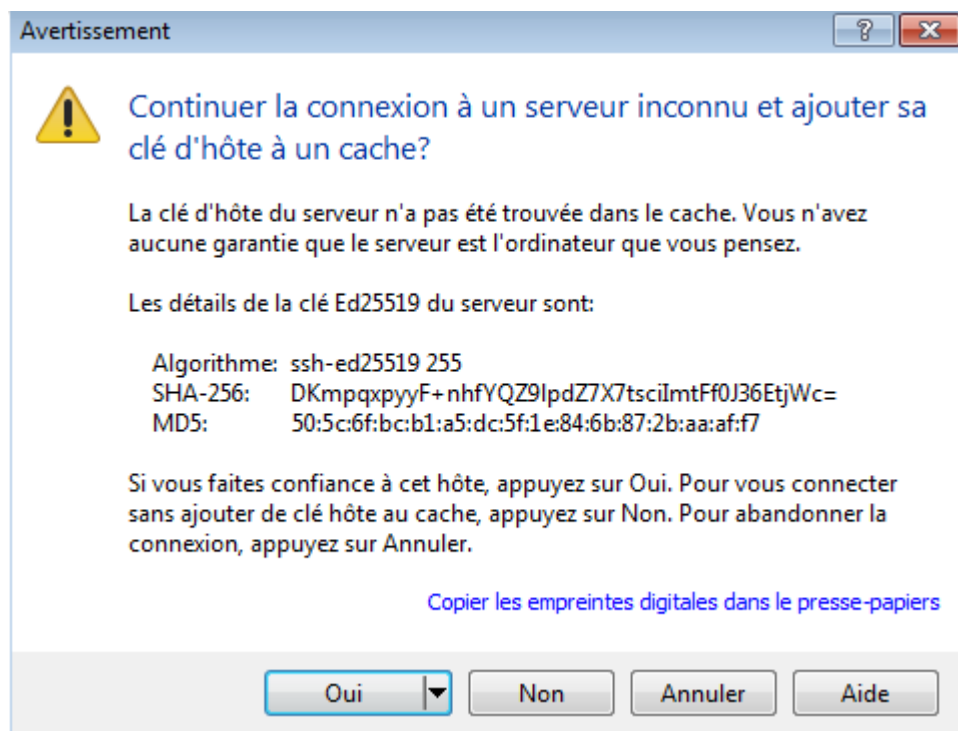 Avertissement
Continuer la connexion à un serveur inconnu et ajouter sa
clé d'hôte à un cache?
La clé d'hôte du serveur n'a pas été trouvée dans le cache. Vous n'avez
aucune garantie que le serveur est l'ordinateur que vous pensez.
Les détails de la clé Ed25519 du serveur sont:
Algorithme: ssh-ed25519 255
SHA-256: DKmpqxpyyF+nhfYQZ9lpdZ7X7tsciImtFf0J36EtjWc=
MD5: 50:5c:6f:bc:b1:a5:dc:5f:1e:84:6b:87:2b:aa:af:f7
Si vous faites confiance à cet hôte, appuyez sur Oui. Pour vous connecter
sans ajouter de clé hôte au cache, appuyez sur Non. Pour abandonner la
connexion, appuyez sur Annuler.
Copier les empreintes digitales dans le presse-papiers
Oui Non Annuler Aide